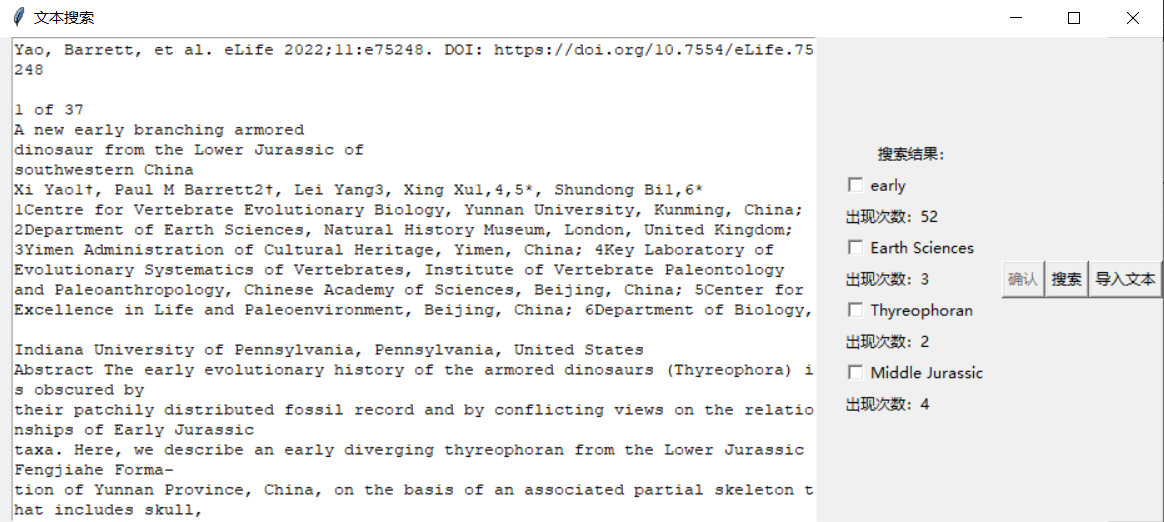 文本搜索
Yao, Barrett, et al. eLife 2022;11:e75248. DOI: https://doi.org/10.7554/eLife.75
248
1 of 37
A new early branching armored
dinosaur from the Lower Jurassic of
southwestern China
Xi Yao1†, Paul M Barrett2†, Lei Yang3, Xing Xu1,4,5*, Shundong Bi1,6*
1Centre for Vertebrate Evolutionary Biology, Yunnan University, Kunming, China;
2Department of Earth Sciences, Natural History Museum, London, United Kingdom;
3Yimen Administration of Cultural Heritage, Yimen, China; 4Key Laboratory of
Evolutionary Systematics of Vertebrates, Institute of Vertebrate Paleontology
and Paleoanthropology, Chinese Academy of Sciences, Beijing, China; 5Center for
Excellence in Life and Paleoenvironment, Beijing, China; 6Department of Biology,
Indiana University of Pennsylvania, Pennsylvania, United States
Abstract The early evolutionary history of the armored dinosaurs (Thyreophora) i
s obscured by
their patchily distributed fossil record and by conflicting views on the relatio
nships of Early Jurassic
taxa. Here, we describe an early diverging thyreophoran from the Lower Jurassic
Fengjiahe Forma-
tion of Yunnan Province, China, on the basis of an associated partial skeleton t
hat includes skull,
搜索结果：
early
出现次数：52
Earth Sciences
出现次数：3
Thyreophoran
出现次数：2
Middle Jurassic
出现次数：4
确认
搜索
导入文本